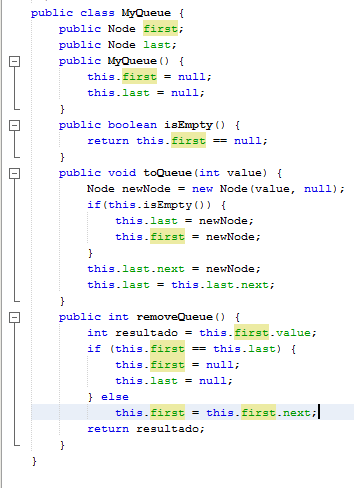 public class MyQueue {
    public Node first;
    public Node last;
    public MyQueue() {
        this.first = null;
        this.last = null;
    }
    public boolean isEmpty() {
        return this.first == null;
    }
    public void toQueue(int value) {
        Node newNode = new Node(value, null);
        if(this.isEmpty()) {
            this.last = newNode;
            this.first = newNode;
        }
        this.last.next = newNode;
        this.last = this.last.next;
    }
    public int removeQueue() {
        int resultado = this.first.value;
        if (this.first == this.last) {
            this.first = null;
            this.last = null;
        } else
            this.first = this.first.next;
        return resultado;
    }
}